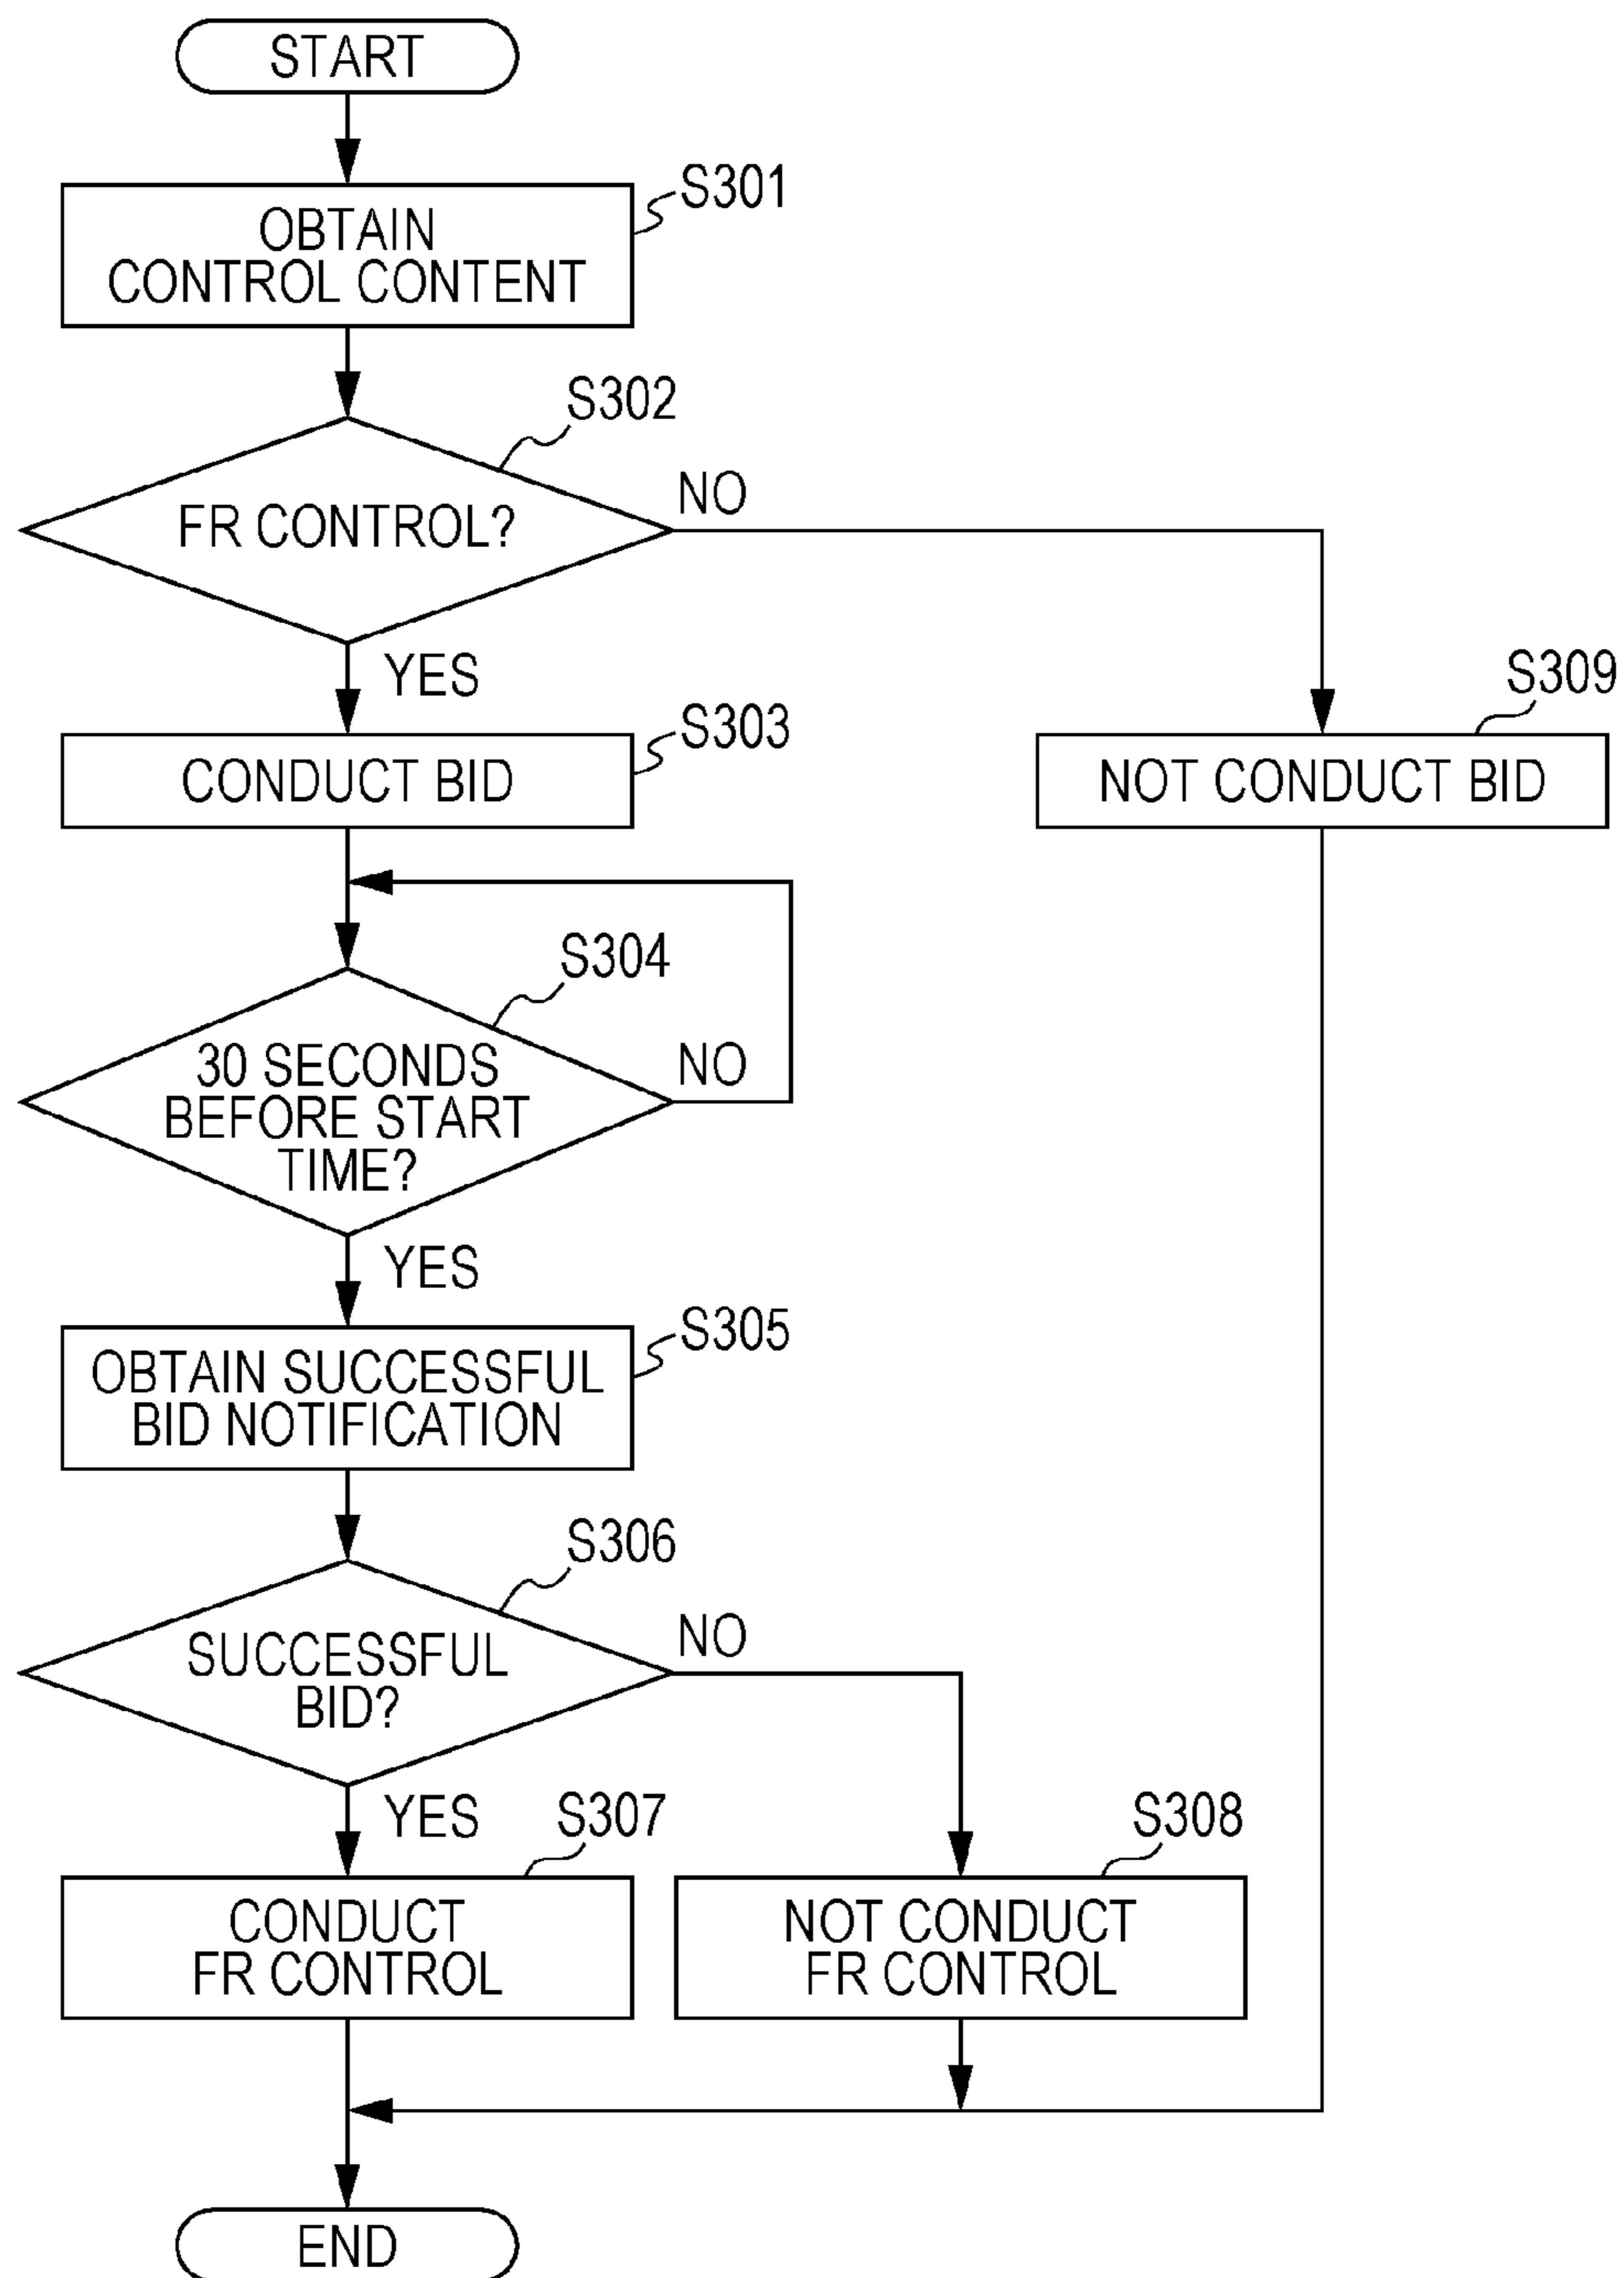 START
S301
OBTAIN
CONTROL CONTENT
S302
FR CONTROL?
NO
YES
S303
CONDUCT BID
S309
NOT CONDUCT BID
S304
30 SECONDS
BEFORE START
TIME?
NO
YES
S305
OBTAIN SUCCESSFUL
BID NOTIFICATION
S306
SUCCESSFUL
BID?
NO
YES
S307
CONDUCT
FR CONTROL
S308
NOT CONDUCT
FR CONTROL
END